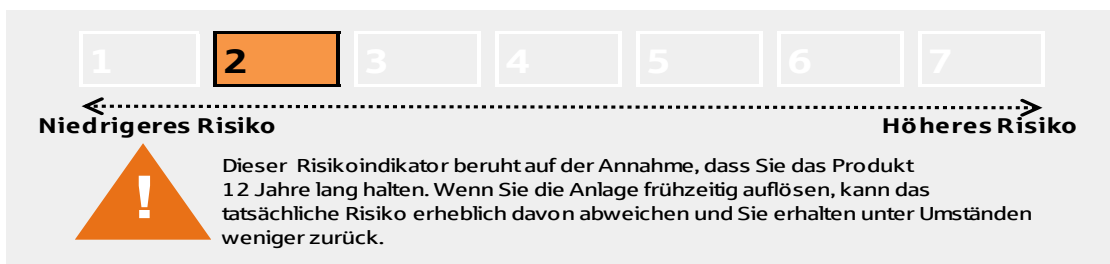 1 2 3 4 5 6 7
Niedrigeres Risiko Höheres Risiko
!
Dieser Risikoindikator beruht auf der Annahme, dass Sie das Produkt
12 Jahre lang halten. Wenn Sie die Anlage frühzeitig auflösen, kann das
tatsächliche Risiko erheblich davon abweichen und Sie erhalten unter Umständen
weniger zurück.